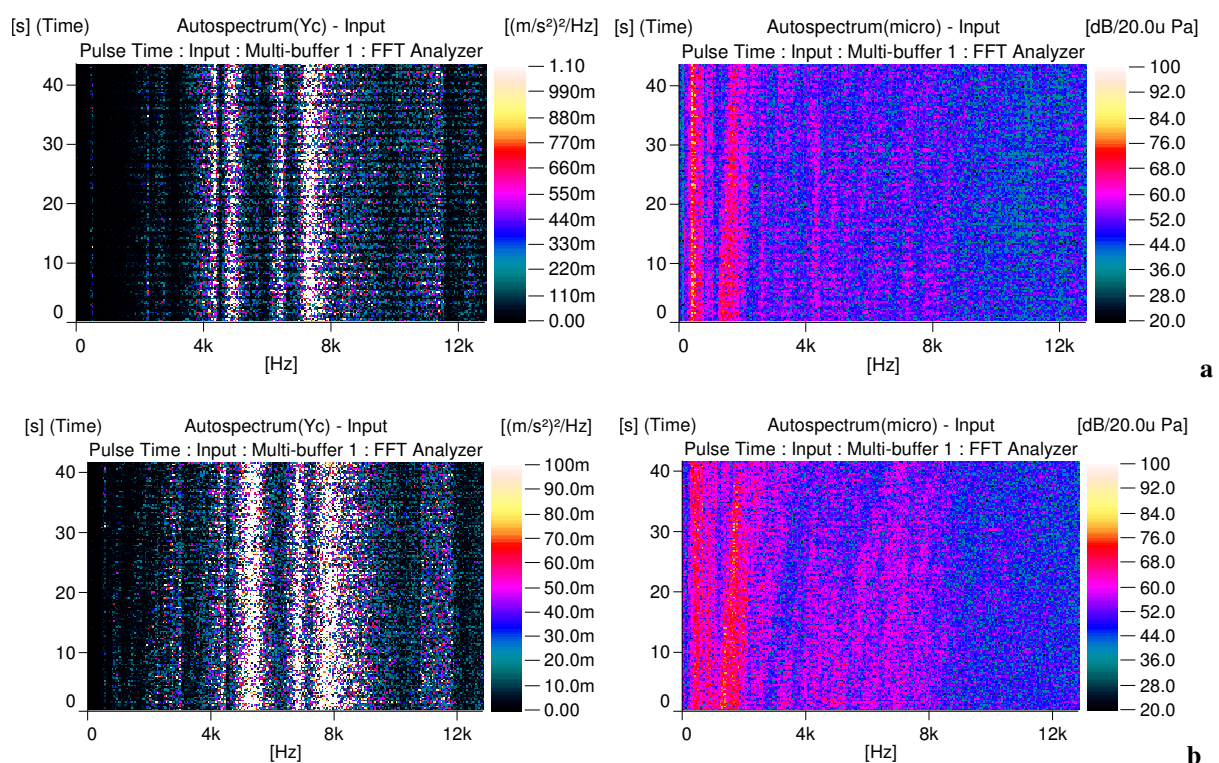 [s] (Time) Autospectrum(Yc) - Input [(m/s²)²/Hz]
Pulse Time : Input : Multi-buffer 1 : FFT Analyzer
40
30
20
10
0
0 4k 8k 12k
[Hz]
1.10
990m
880m
770m
660m
550m
440m
330m
220m
110m
0.00
[s] (Time) Autospectrum(micro) - Input [dB/20.0u Pa]
Pulse Time : Input : Multi-buffer 1 : FFT Analyzer
40
30
20
10
0
0 4k 8k 12k
[Hz]
100
92.0
84.0
76.0
68.0
60.0
52.0
44.0
36.0
28.0
20.0
a
[s] (Time) Autospectrum(Yc) - Input [(m/s²)²/Hz]
Pulse Time : Input : Multi-buffer 1 : FFT Analyzer
40
30
20
10
0
0 4k 8k 12k
[Hz]
100m
90.0m
80.0m
70.0m
60.0m
50.0m
40.0m
30.0m
20.0m
10.0m
0.00
[s] (Time) Autospectrum(micro) - Input [dB/20.0u Pa]
Pulse Time : Input : Multi-buffer 1 : FFT Analyzer
40
30
20
10
0
0 4k 8k 12k
[Hz]
100
92.0
84.0
76.0
68.0
60.0
52.0
44.0
36.0
28.0
20.0
b